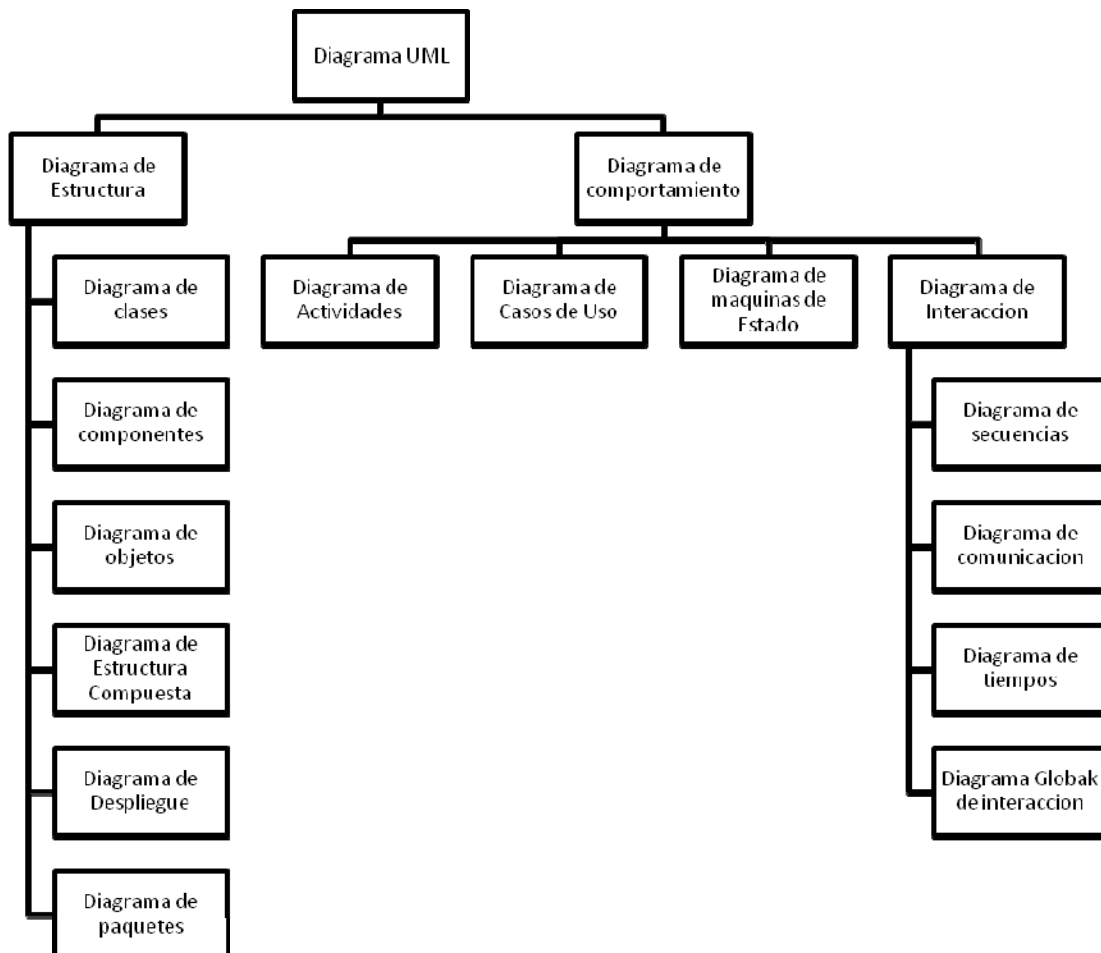 Diagrama UML
Diagrama de
Estructura
Diagrama de
comportamiento
Diagrama de
clases
Diagrama de
componentes
Diagrama de
objetos
Diagrama de
Estructura
Compuesta
Diagrama de
Despliegue
Diagrama de
paquetes
Diagrama de
Actividades
Diagrama de
Casos de Uso
Diagrama de
maquinas de
Estado
Diagrama de
Interaccion
Diagrama de
secuencias
Diagrama de
comunicacion
Diagrama de
tiempos
Diagrama Globak
de interaccion